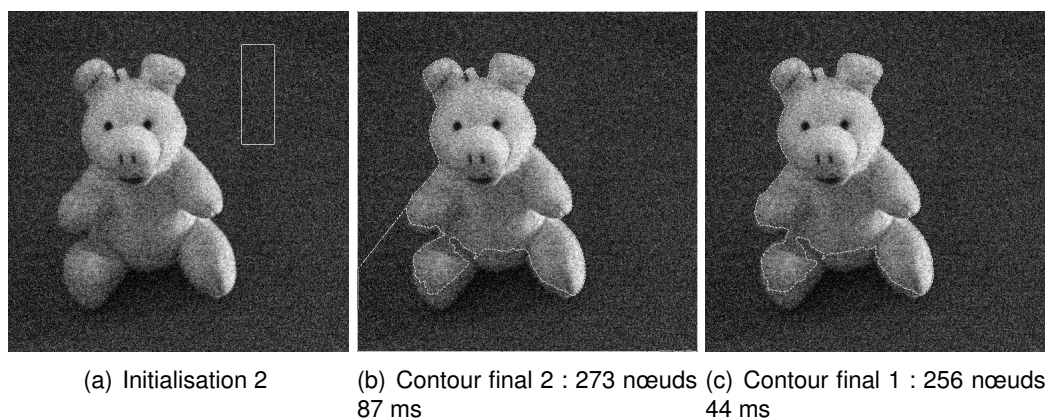 (a) Initialisation 2
(b) Contour final 2 : 273 nœuds
87 ms
(c) Contour final 1 : 256 nœuds
44 ms